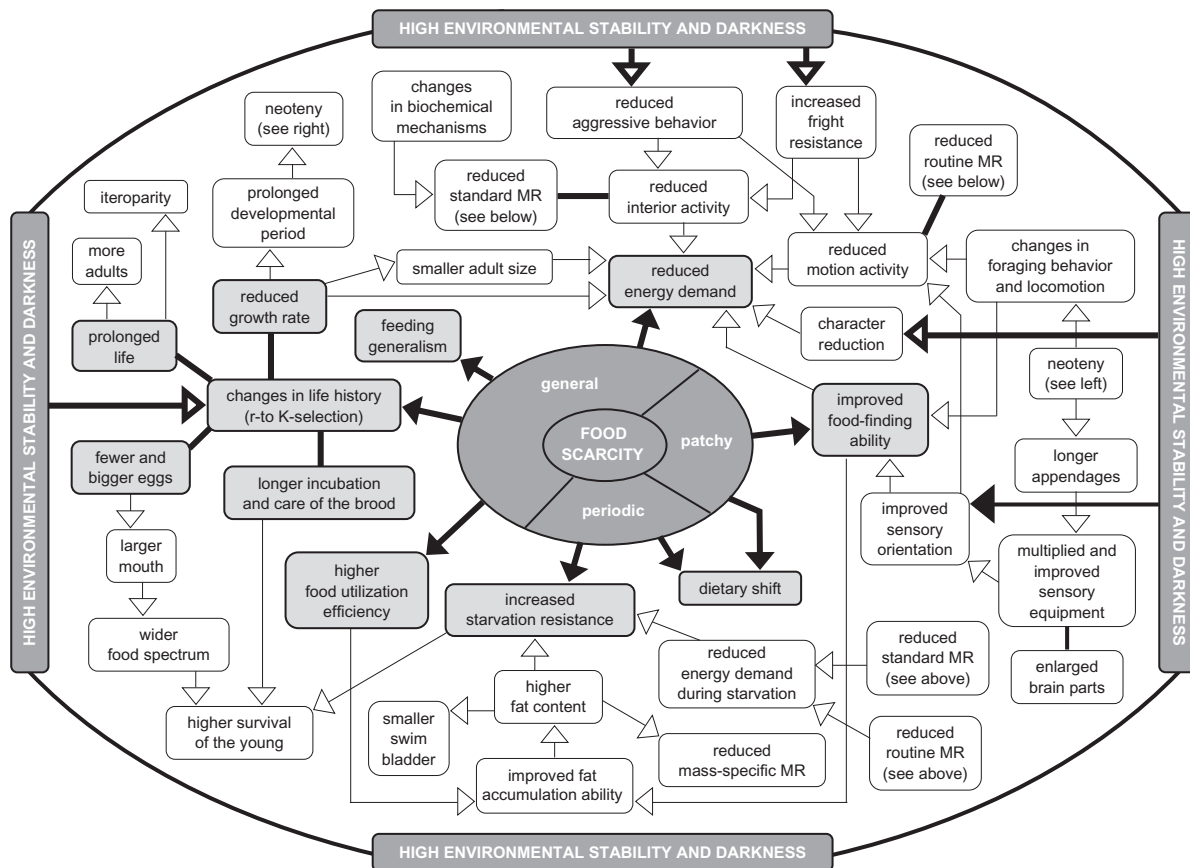 HIGH ENVIRONMENTAL STABILITY AND DARKNESS
changes
in biochemical
mechanisms
reduced
aggressive behavior
increased
fright
resistance
neoteny
(see right)
reduced
routine MR
(see below)
iteroparity
prolonged
developmental
period
reduced
standard MR
(see below)
reduced
interior activity
more
adults
smaller adult size
reduced
energy demand
reduced
motion activity
changes in
foraging behavior
and locomotion
reduced
growth rate
feeding
generalism
character
reduction
prolonged
life
neoteny
(see left)
HIGH ENVIRONMENTAL STABILITY AND DARKNESS
HIGH ENVIRONMENTAL STABILITY AND DARKNESS
changes in life history
(r-to K-selection)
general
FOOD
SCARCITY
patchy
periodic
improved
food-finding
ability
fewer and
bigger eggs
longer incubation
and care of the brood
longer
appendages
larger
mouth
higher
food utilization
efficiency
increased
starvation resistance
dietary shift
improved
sensory
orientation
multiplied and
improved
sensory
equipment
wider
food spectrum
reduced
energy demand
during starvation
reduced
standard MR
(see above)
enlarged
brain parts
higher survival
of the young
smaller
swim
bladder
higher
fat content
reduced
mass-specific MR
reduced
routine MR
(see above)
improved fat
accumulation ability
HIGH ENVIRONMENTAL STABILITY AND DARKNESS